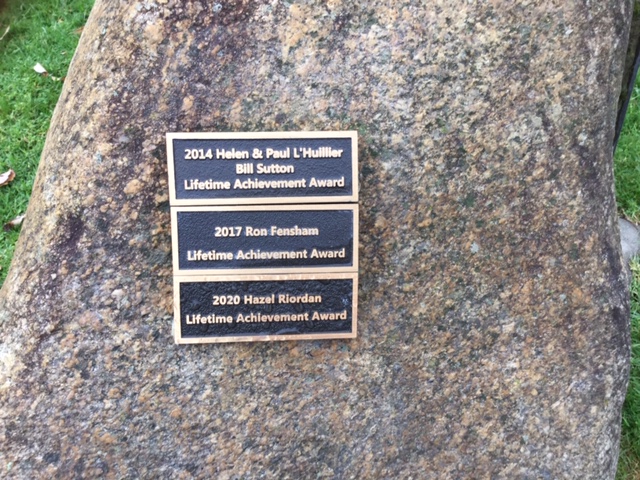 2014 Helen & Paul L'Huillier
Bill Sutton
Lifetime Achievement Award
2017 Ron Fensham
Lifetime Achievement Award
2020 Hazel Riordan
Lifetime Achievement Award